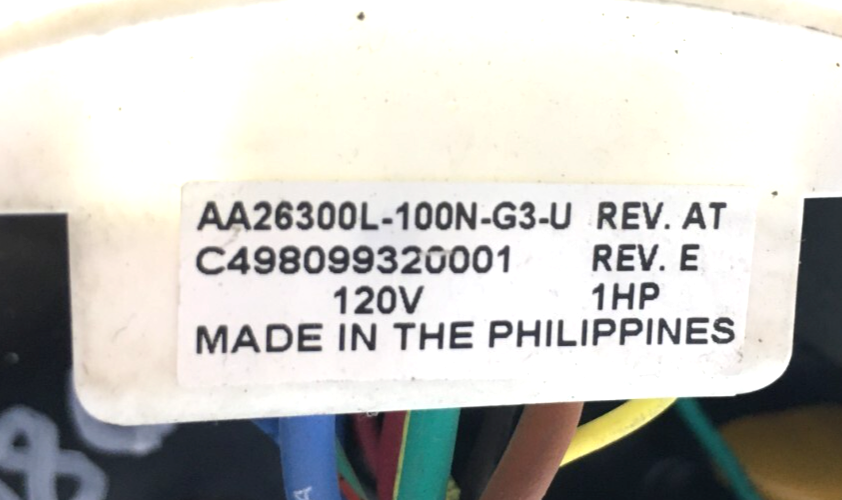 AA26300L-100N-G3-U REV. AT
C498099320001 REV. E
120V 1HP
MADE IN THE PHILIPPINES